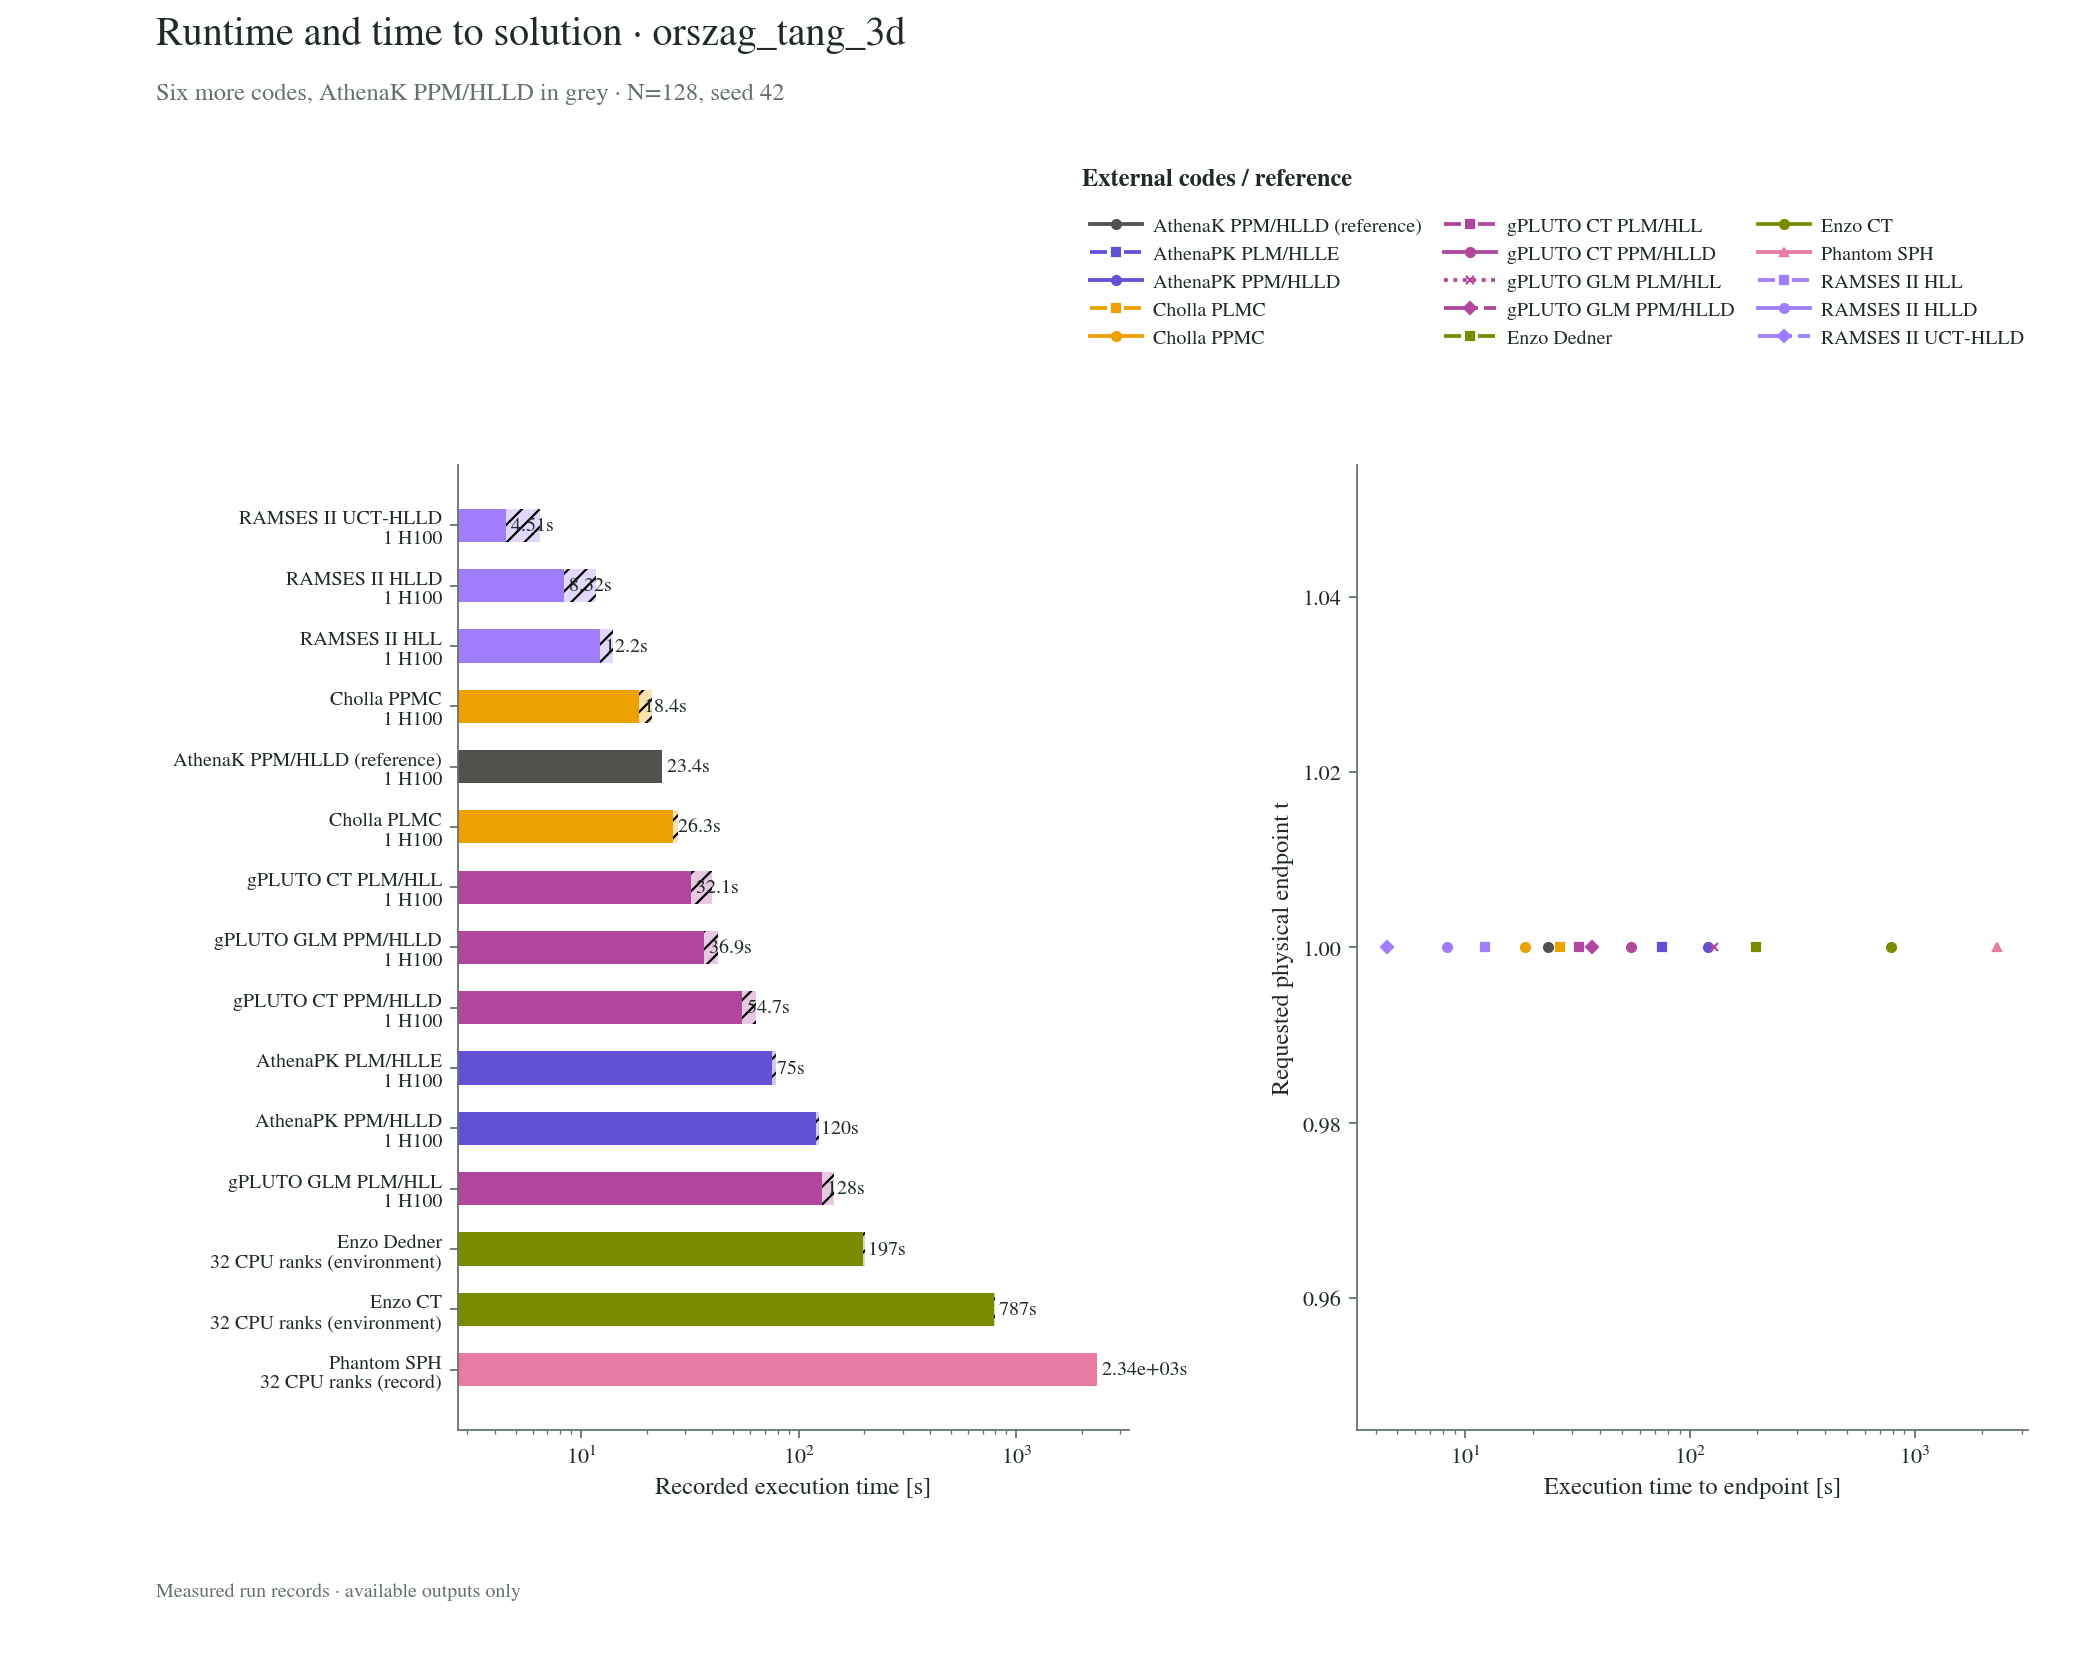 Runtime and time to solution · orszag_tang_3d
Six more codes, AthenaK PPM/HLLD in grey · N=128, seed 42
External codes / reference
AthenaK PPM/HLLD (reference)
AthenaPK PLM/HLLE
AthenaPK PPM/HLLD
Cholla PLMC
Cholla PPMC
gPLUTO CT PLM/HLL
gPLUTO CT PPM/HLLD
gPLUTO GLM PLM/HLL
gPLUTO GLM PPM/HLLD
Enzo Dedner
Enzo CT
Phantom SPH
RAMSES II HLL
RAMSES II HLLD
RAMSES II UCT-HLLD
RAMSES II UCT-HLLD
1 H100
4.51s
RAMSES II HLLD
1 H100
8.32s
RAMSES II HLL
1 H100
12.2s
Cholla PPMC
1 H100
18.4s
AthenaK PPM/HLLD (reference)
1 H100
23.4s
Cholla PLMC
1 H100
26.3s
gPLUTO CT PLM/HLL
1 H100
32.1s
gPLUTO GLM PPM/HLLD
1 H100
36.9s
gPLUTO CT PPM/HLLD
1 H100
54.7s
AthenaPK PLM/HLLE
1 H100
75s
AthenaPK PPM/HLLD
1 H100
120s
gPLUTO GLM PLM/HLL
1 H100
128s
Enzo Dedner
32 CPU ranks (environment)
197s
Enzo CT
32 CPU ranks (environment)
787s
Phantom SPH
32 CPU ranks (record)
2.34e+03s
10¹ 10² 10³
Recorded execution time [s]
Requested physical endpoint t
1.04
1.02
1.00
0.98
0.96
10¹ 10² 10³
Execution time to endpoint [s]
Measured run records · available outputs only